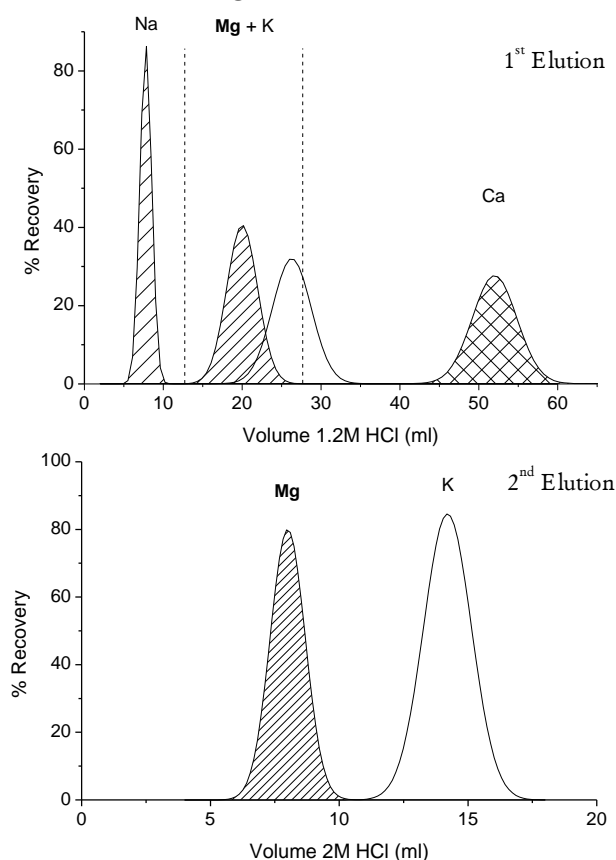 Na Mg + K
1st Elution
Ca
80
60
40
20
0
% Recovery
0 10 20 30 40 50 60
Volume 1.2M HCl (ml)
Mg K 2nd Elution
100
80
60
40
20
0
% Recovery
0 5 10 15 20
Volume 2M HCl (ml)